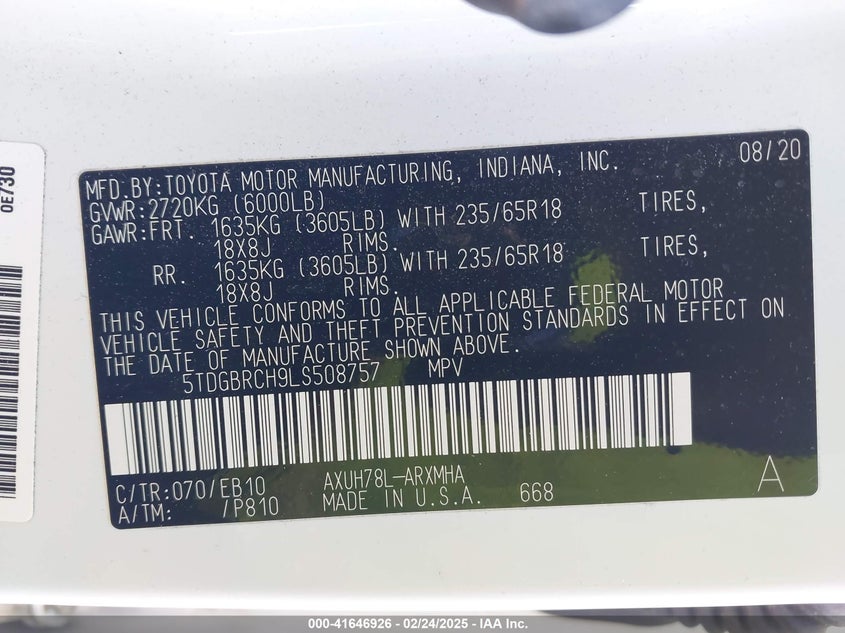 0E730
MFD.BY:TOYOTA MOTOR MANUFACTURING, INDIANA, INC. 08/20
GVWR:2720KG (6000LB)
GAWR:FRT. 1635KG (3605LB) WITH 235/65R18 TIRES,
18X8J RIMS.
RR. 1635KG (3605LB) WITH 235/65R18 TIRES,
18X8J RIMS.
THIS VEHICLE CONFORMS TO ALL APPLICABLE FEDERAL MOTOR
VEHICLE SAFETY AND THEFT PREVENTION STANDARDS IN EFFECT ON
THE DATE OF MANUFACTURE SHOWN ABOVE.
5TDGBRCH9LS508757 MPV
C/TR:070/EB10 AXUH78L-ARXMHA
A/TM: /P810 MADE IN U.S.A. 668 A
000-41646926 - 02/24/2025 - IAA Inc.